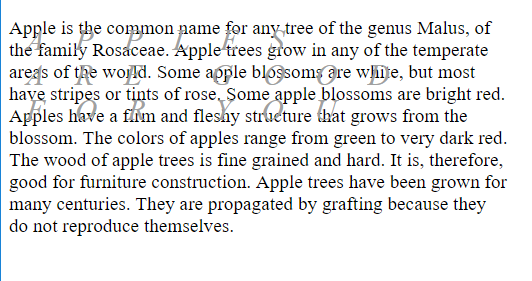 Apple is the common name for any tree of the genus Malus, of
the family Rosaceae. Apple trees grow in any of the temperate
areas of the world. Some apple blossoms are white, but most
have stripes or tints of rose. Some apple blossoms are bright red.
Apples have a firm and fleshy structure that grows from the
blossom. The colors of apples range from green to very dark red.
The wood of apple trees is fine grained and hard. It is, therefore,
good for furniture construction. Apple trees have been grown for
many centuries. They are propagated by grafting because they
do not reproduce themselves.
APPLES
ARE GOOD
FOR YOU